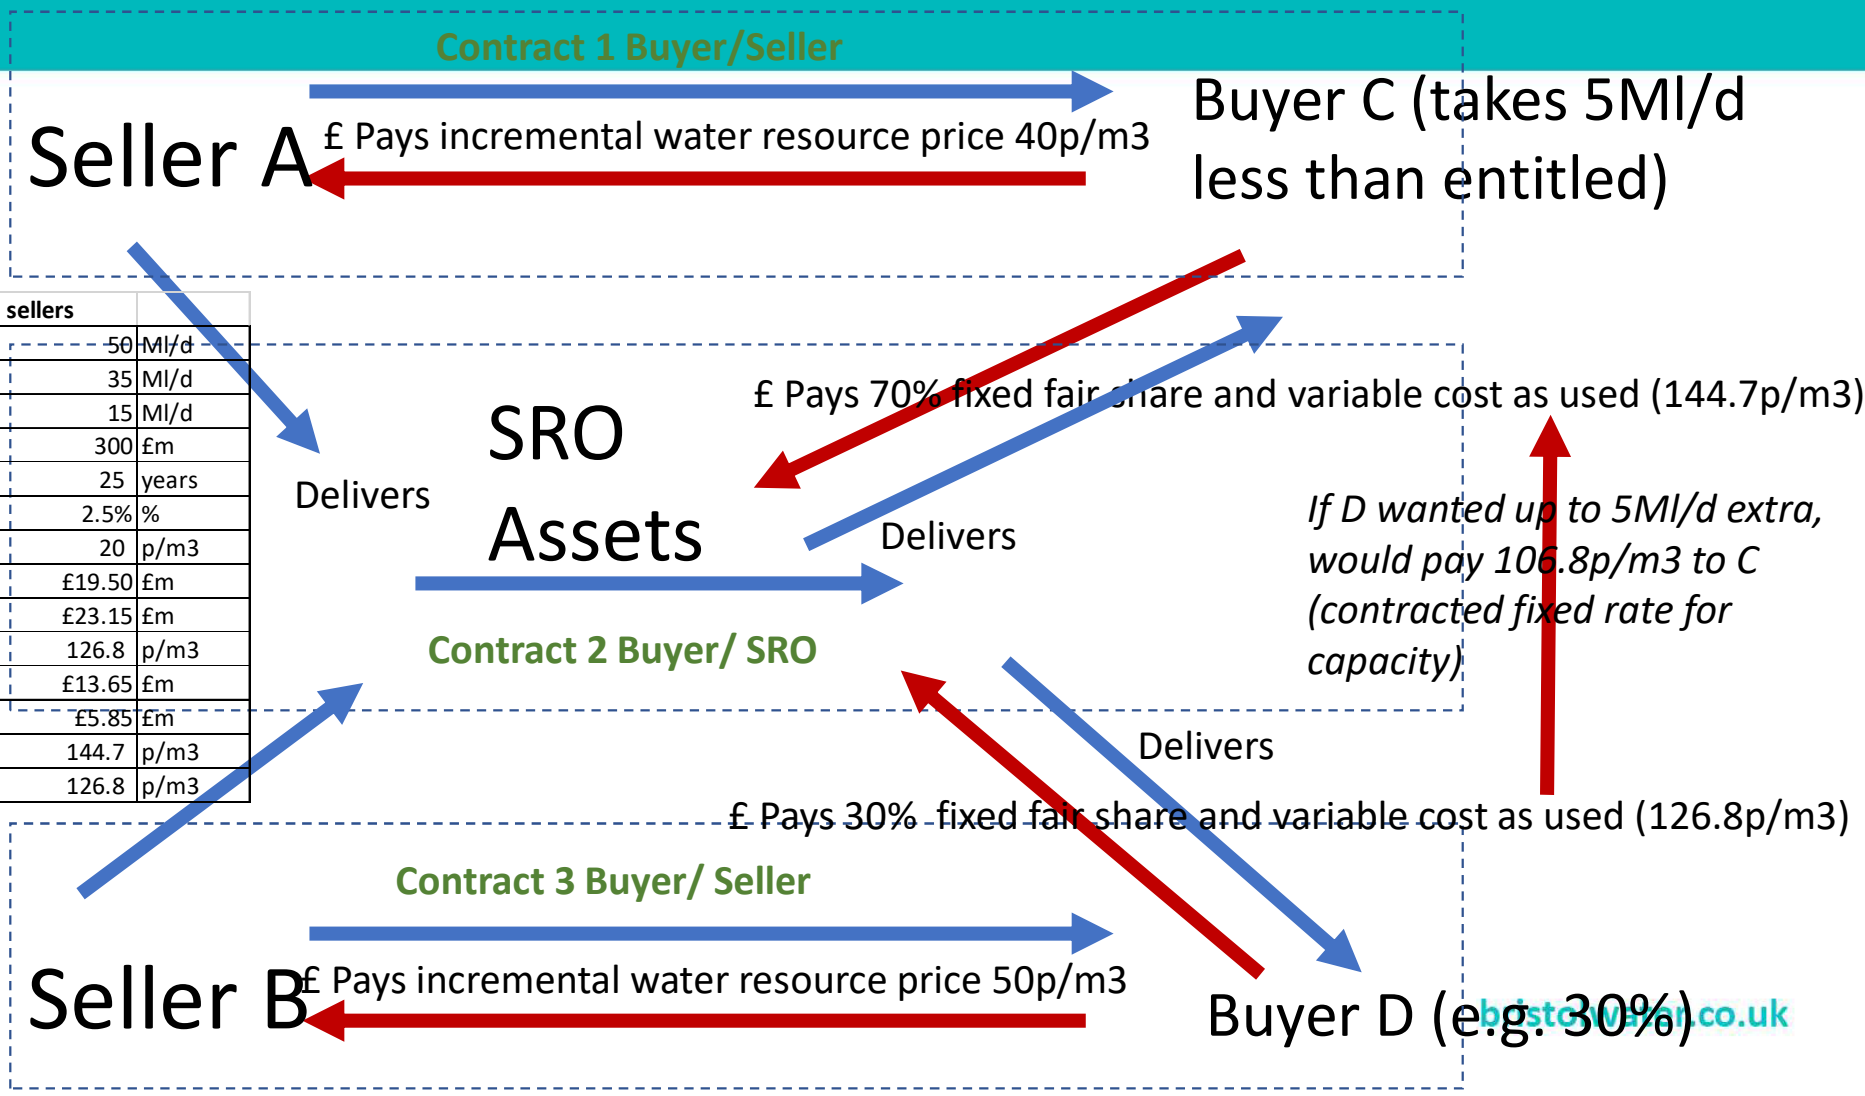 Contract 1 Buyer/Seller
Seller A
£ Pays incremental water resource price 40p/m3
Buyer C (takes 5Ml/d
less than entitled)
sellers
50 Ml/d
35 Ml/d
15 Ml/d
300 £m
25 years
2.5% %
20 p/m3
£19.50 £m
£23.15 £m
126.8 p/m3
£13.65 £m
£5.85 £m
144.7 p/m3
126.8 p/m3
Delivers
SRO
Assets
£ Pays 70% fixed fair share and variable cost as used (144.7p/m3)
Delivers
If D wanted up to 5Ml/d extra,
would pay 106.8p/m3 to C
(contracted fixed rate for
capacity)
Contract 2 Buyer/ SRO
Delivers
£ Pays 30% fixed fair share and variable cost as used (126.8p/m3)
Contract 3 Buyer/ Seller
Seller B
£ Pays incremental water resource price 50p/m3
Buyer D (e.g. 30%)
bristolwater.co.uk